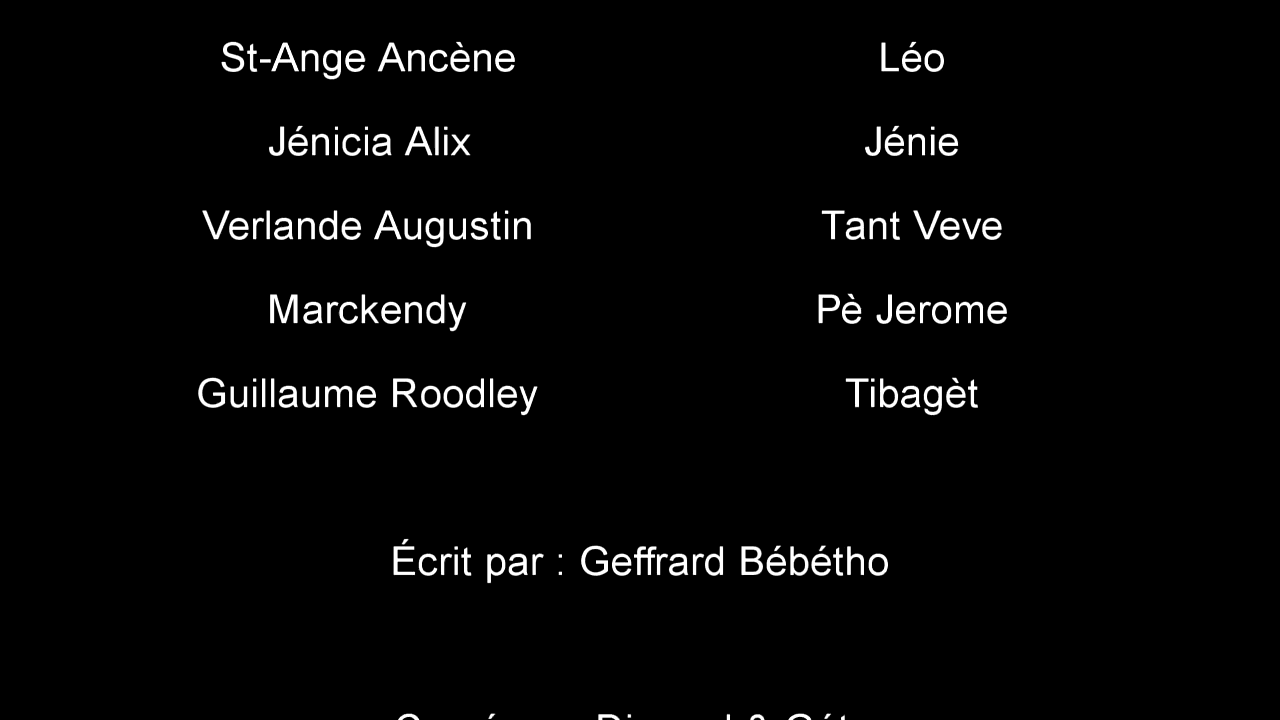 St-Ange Ancène Léo
Jénicia Alix Jénie
Verlande Augustin Tant Veve
Marckendy Pè Jerome
Guillaume Roodley Tibagèt
Écrit par : Geffrard Bébétho